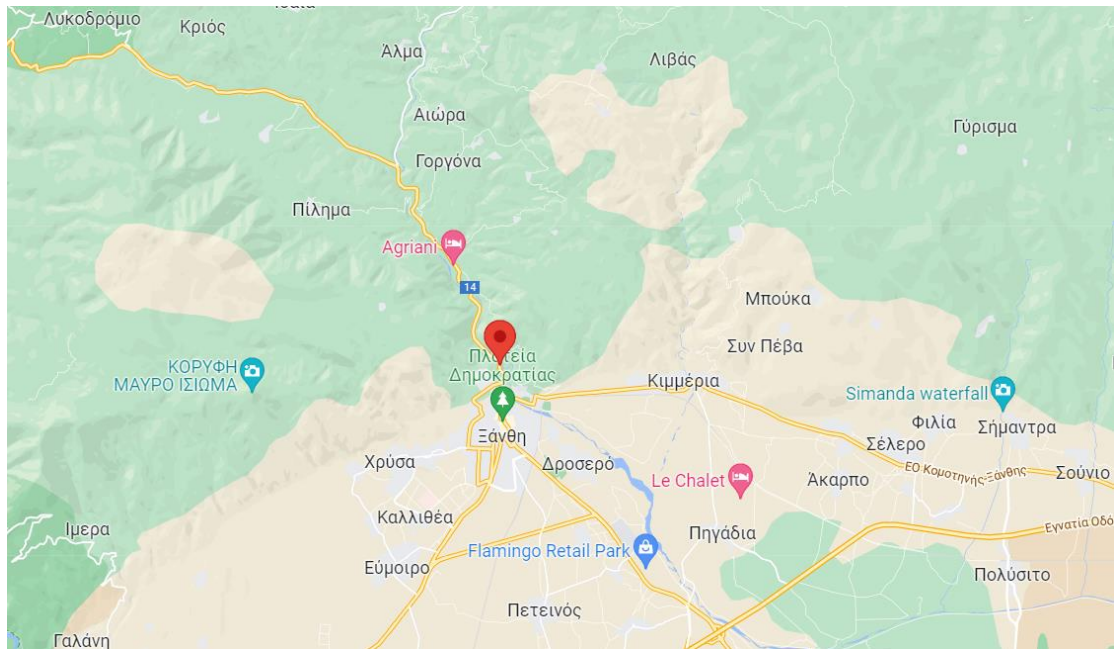 Λυκοδρόμιο
Κριός
Άλμα
Λιβάς
Αιώρα
Γύρισμα
Γοργόνα
Πίλημα
Agriani
14
Μπούκα
Συν Πέβα
Πλατεία
Δημοκρατίας
ΚΟΡΥΦΗ
ΜΑΥΡΟ ΙΣΙΩΜΑ
Κιμμέρια
Simanda waterfall
Φιλία
Σήμαντρα
Ξάνθη
Σέλερο
Χρύσα
Δροσερό
Le Chalet
Άκαρπο
ΕΟ Κομοτηνής-Ξάνθης
Σούνιο
Καλλιθέα
Ιμερα
Πηγάδια
Εγνατία Οδό
Flamingo Retail Park
Εύμοιρο
Πολύσιτο
Πετεινός
Γαλάνη